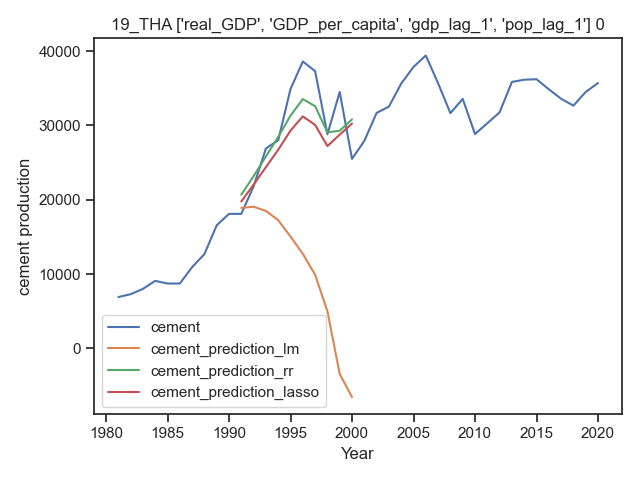 19_THA ['real_GDP', 'GDP_per_capita', 'gdp_lag_1', 'pop_lag_1'] 0
40000
30000
20000
10000
0
cement production
cement
cement_prediction_lm
cement_prediction_rr
cement_prediction_lasso
1980 1985 1990 1995 2000 2005 2010 2015 2020
Year